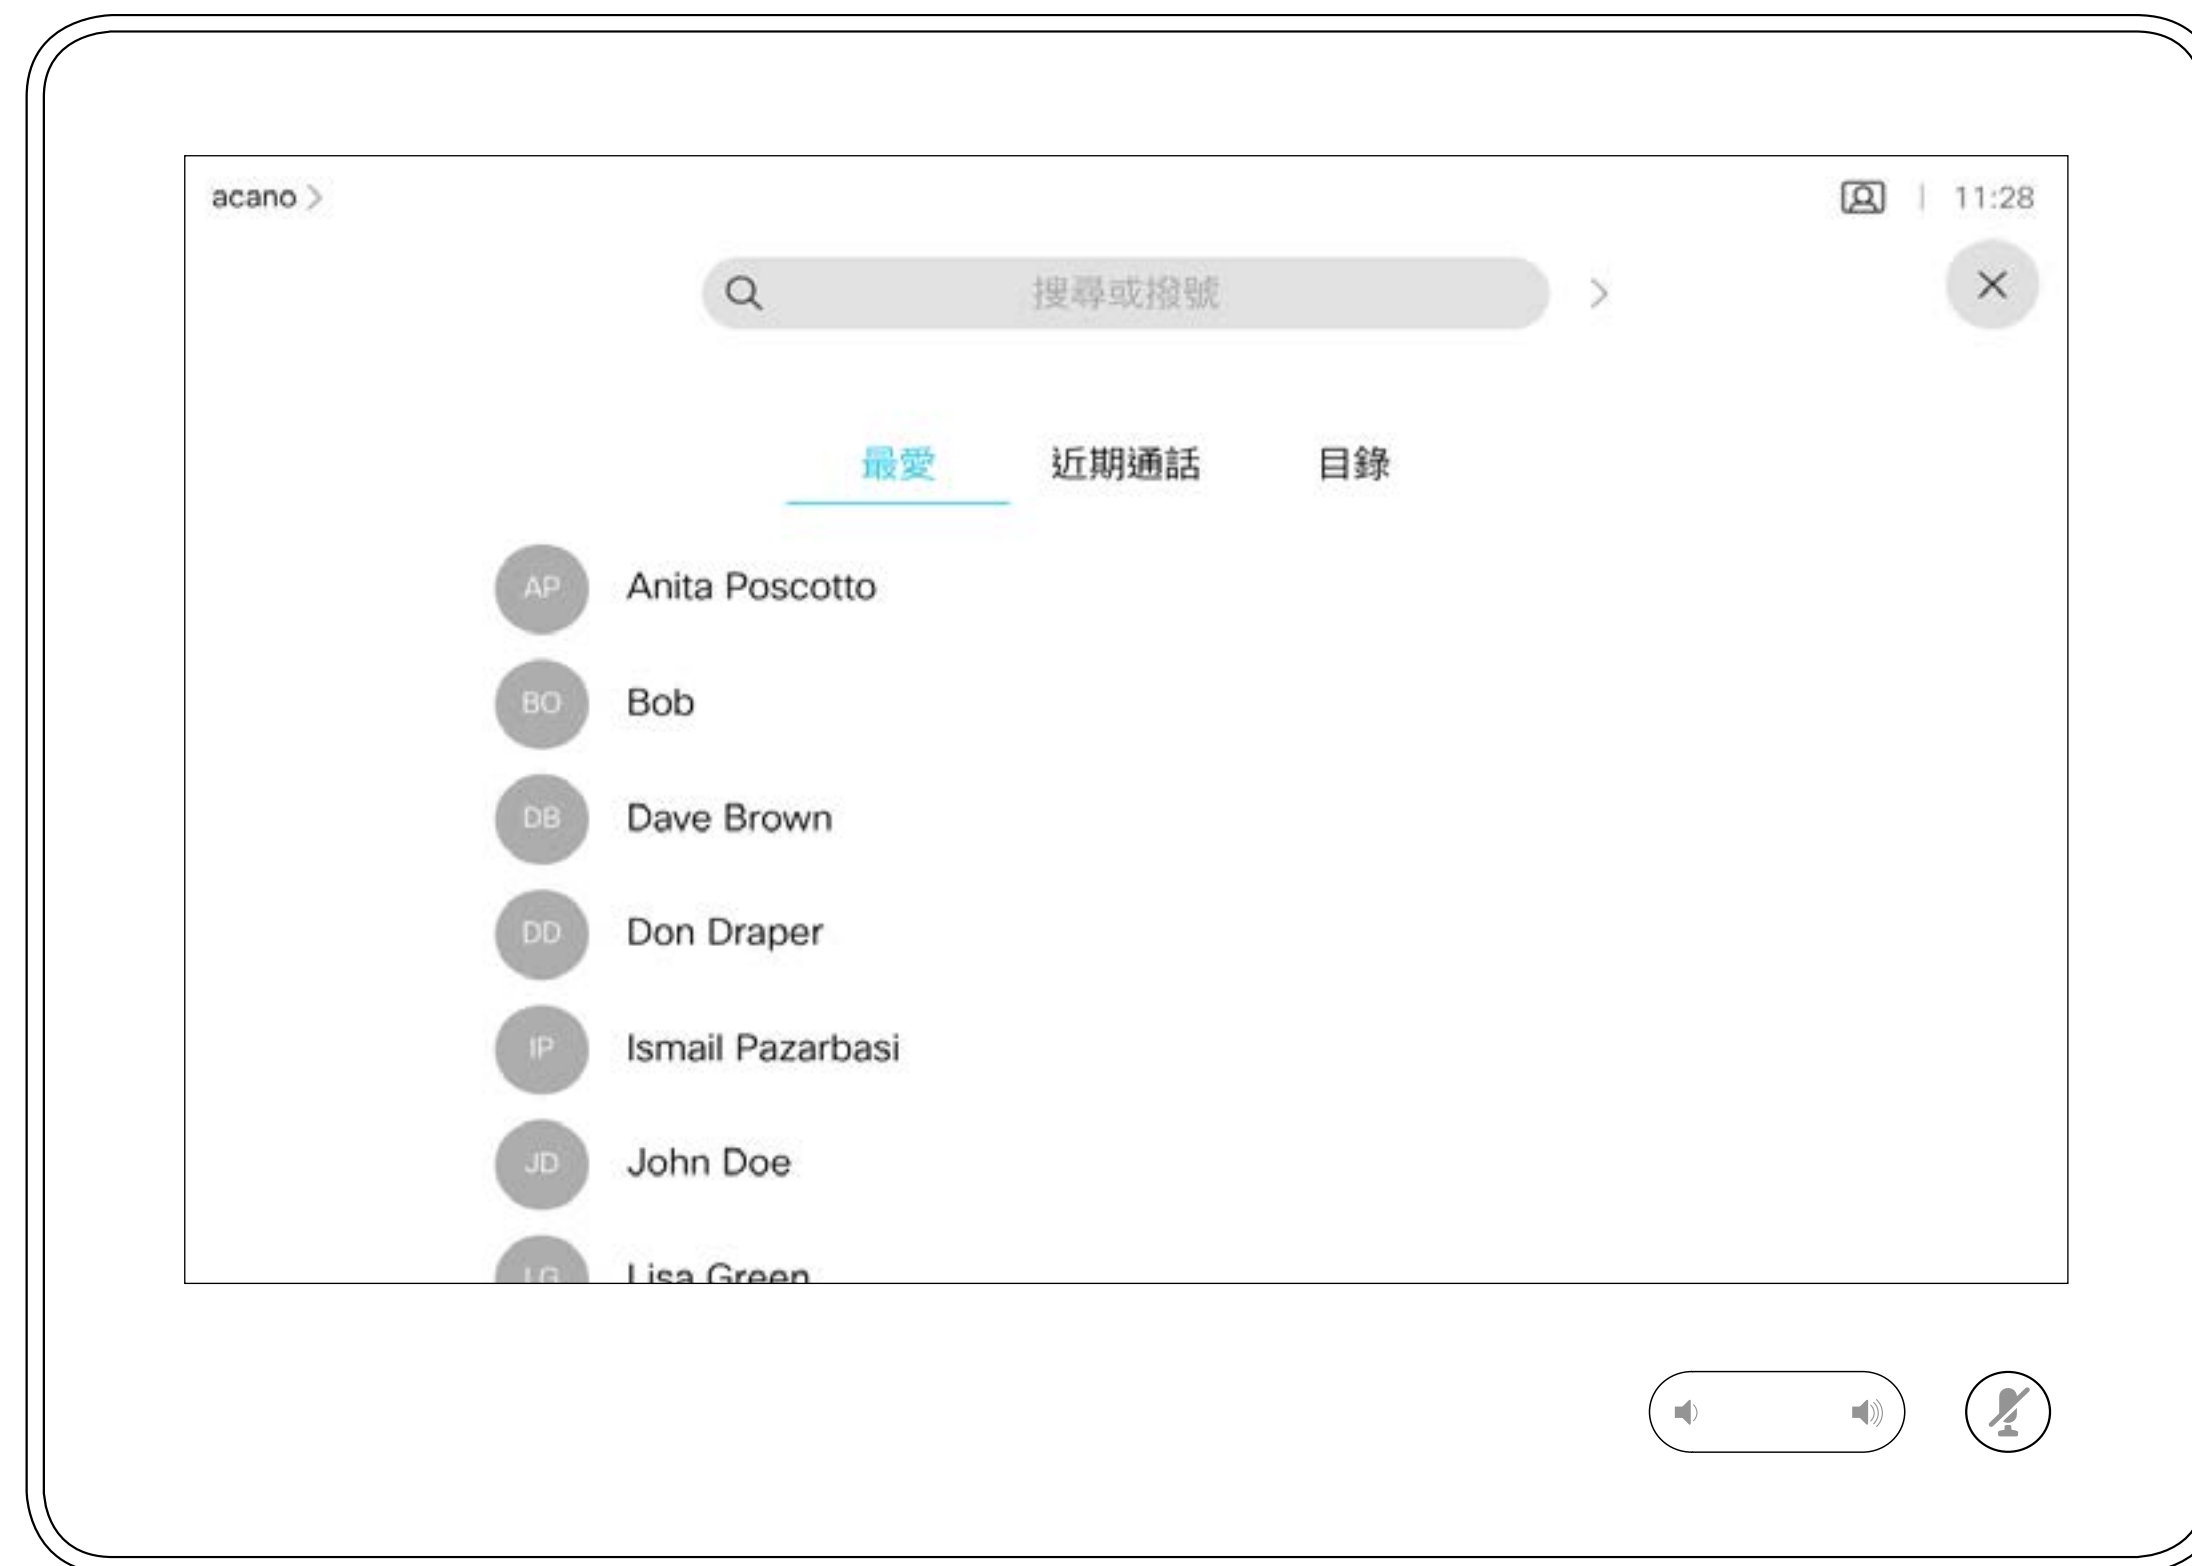 acano
11:28
搜尋或撥號
最愛 近期通話 目錄
AP Anita Poscotto
BO Bob
DB Dave Brown
DD Don Draper
IP Ismail Pazarbasi
JD John Doe
LG Lisa Green